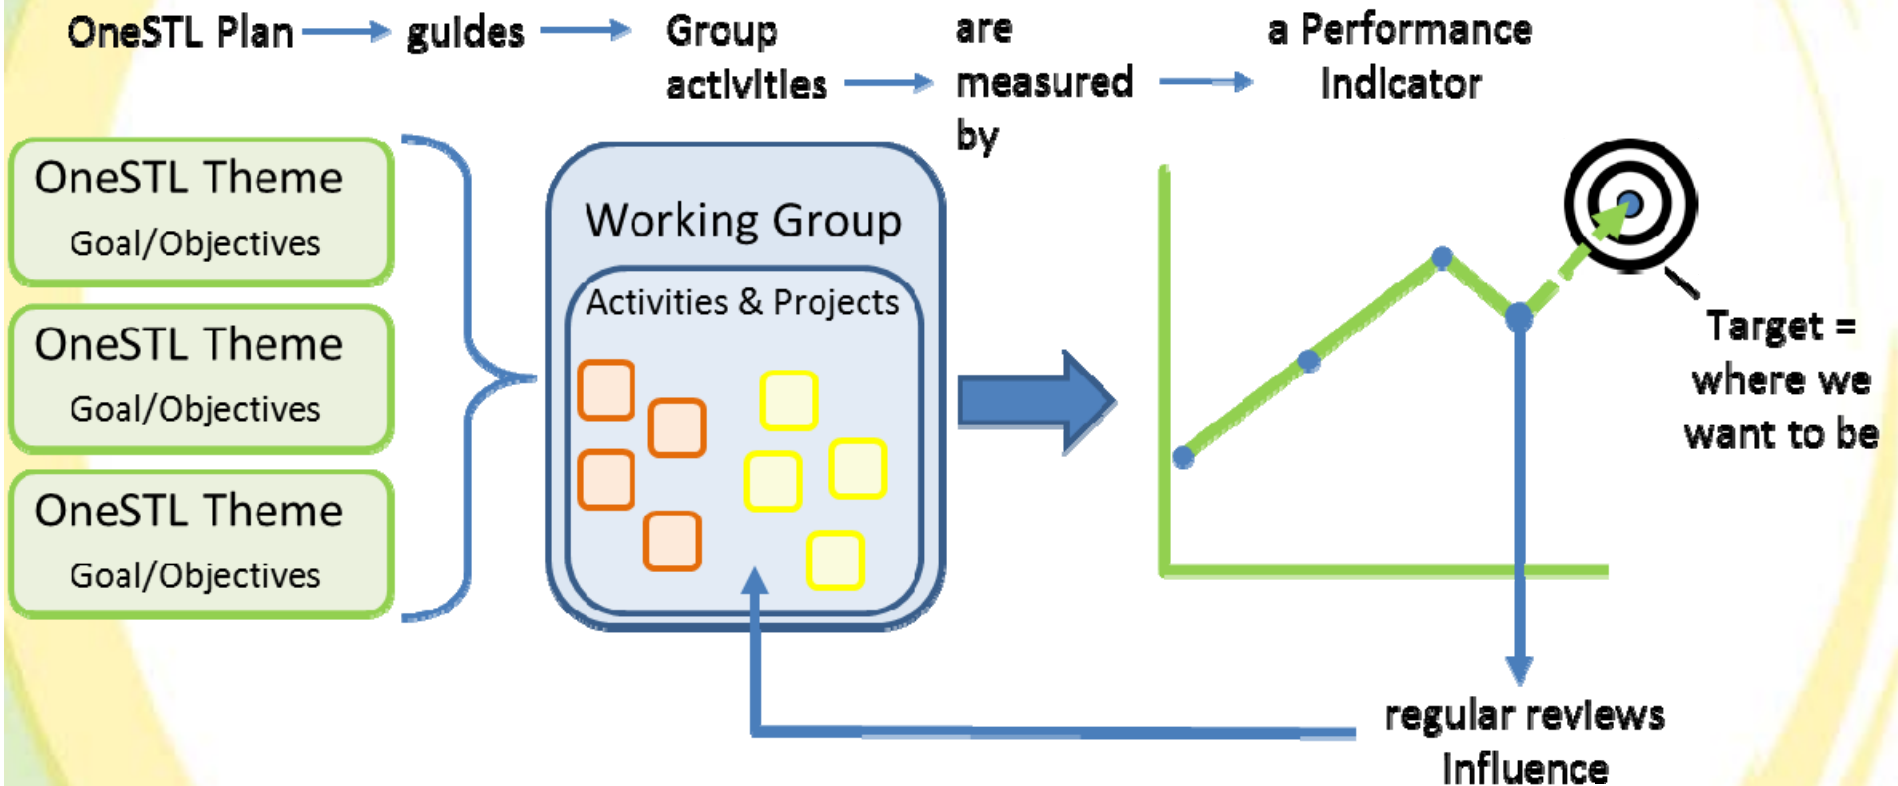 OneSTL Plan
guides
Group
activities
are
measured
by
a Performance
Indicator
OneSTL Theme
Goal/Objectives
OneSTL Theme
Goal/Objectives
OneSTL Theme
Goal/Objectives
Working Group
Activities & Projects
Target =
where we
want to be
regular reviews
Influence